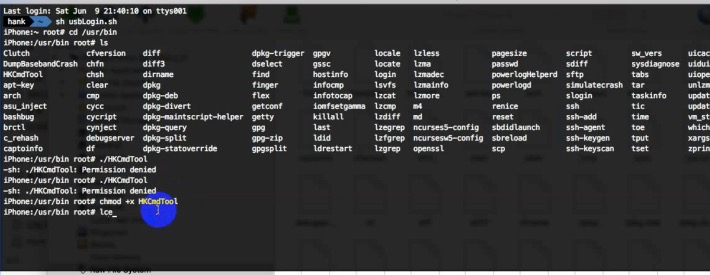 Last login: Sat Jun  9 21:40:10 on ttys001
hank ~ sh usbLogin.sh
iPhone:~ root# cd /usr/bin
iPhone:/usr/bin root# ls
Clutch cfversion diff dpkg-trigger gpgv locale lzless pagesize script sw_vers uicac
DumpBasebandCrash chfn diff3 dselect gssc locate lzma passwd sdiff sysdiagnose uidui
HKCmdTool chsh dirname find hostinfo login lzmadec powerlogHelperd sftp tabs uiope
apt-key clear dpkg finger infocmp lsvfs lzmainfo powerlogd simulatecrash tar unlzm
arch cmp dpkg-deb flex infotocap lzcat lzmore ps slogin taskinfo updat
asu_inject cycc dpkg-divert getconf iomfsetgamma lzcmp m4 renice ssh tic updat
bashbug cycript dpkg-maintscript-helper getty killall lzdiff md reset ssh-add time vm_st
brctl cynject dpkg-query gpg last lzegrep ncurses5-config sbdidlaunch ssh-agent toe which
c_rehash debugserver dpkg-split gpg-zip ldid lzfgrep ncursesw5-config sbreload ssh-keygen tput xargs
captoinfo df dpkg-statoverride gpgsplit ldrestart lzgrep openssl scp ssh-keyscan tset zprin
iPhone:/usr/bin root# ./HKCmdTool
-sh: ./HKCmdTool: Permission denied
iPhone:/usr/bin root# ./HKCmdTool
-sh: ./HKCmdTool: Permission denied
iPhone:/usr/bin root# chmod +x HKCmdTool
iPhone:/usr/bin root# lce_